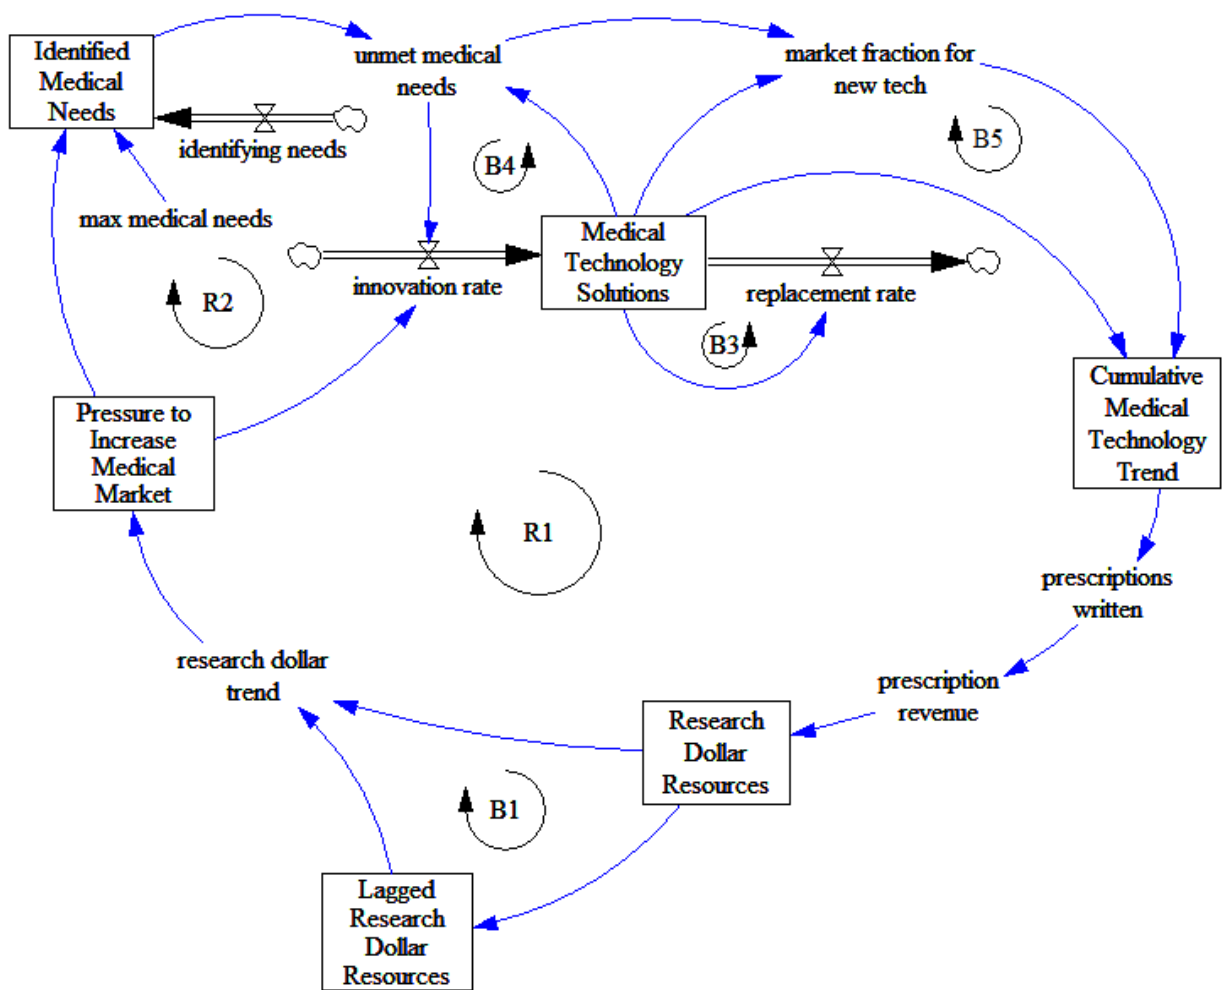 Identified
Medical
Needs
unmet medical
needs
market fraction for
new tech
identifying needs
B4
B5
max medical needs
R2
innovation rate
Medical
Technology
Solutions
replacement rate
B3
Pressure to
Increase
Medical
Market
Cumulative
Medical
Technology
Trend
R1
prescriptions
written
research dollar
trend
prescription
revenue
Research
Dollar
Resources
B1
Lagged
Research
Dollar
Resources